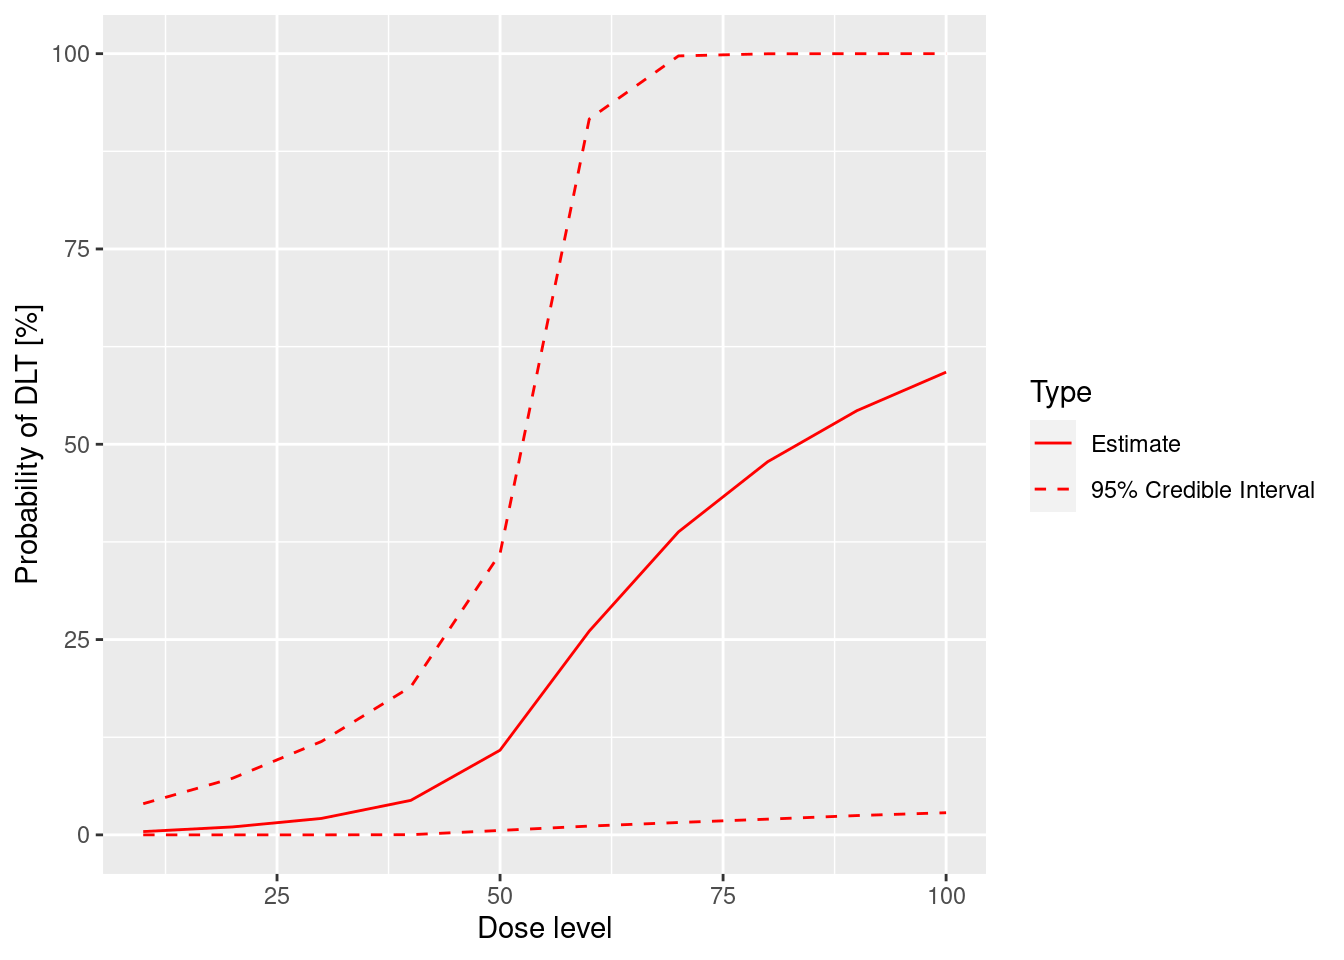 Probability of DLT [%]
100
75
50
25
0
25
50
75
100
Dose level
Type
Estimate
95% Credible Interval